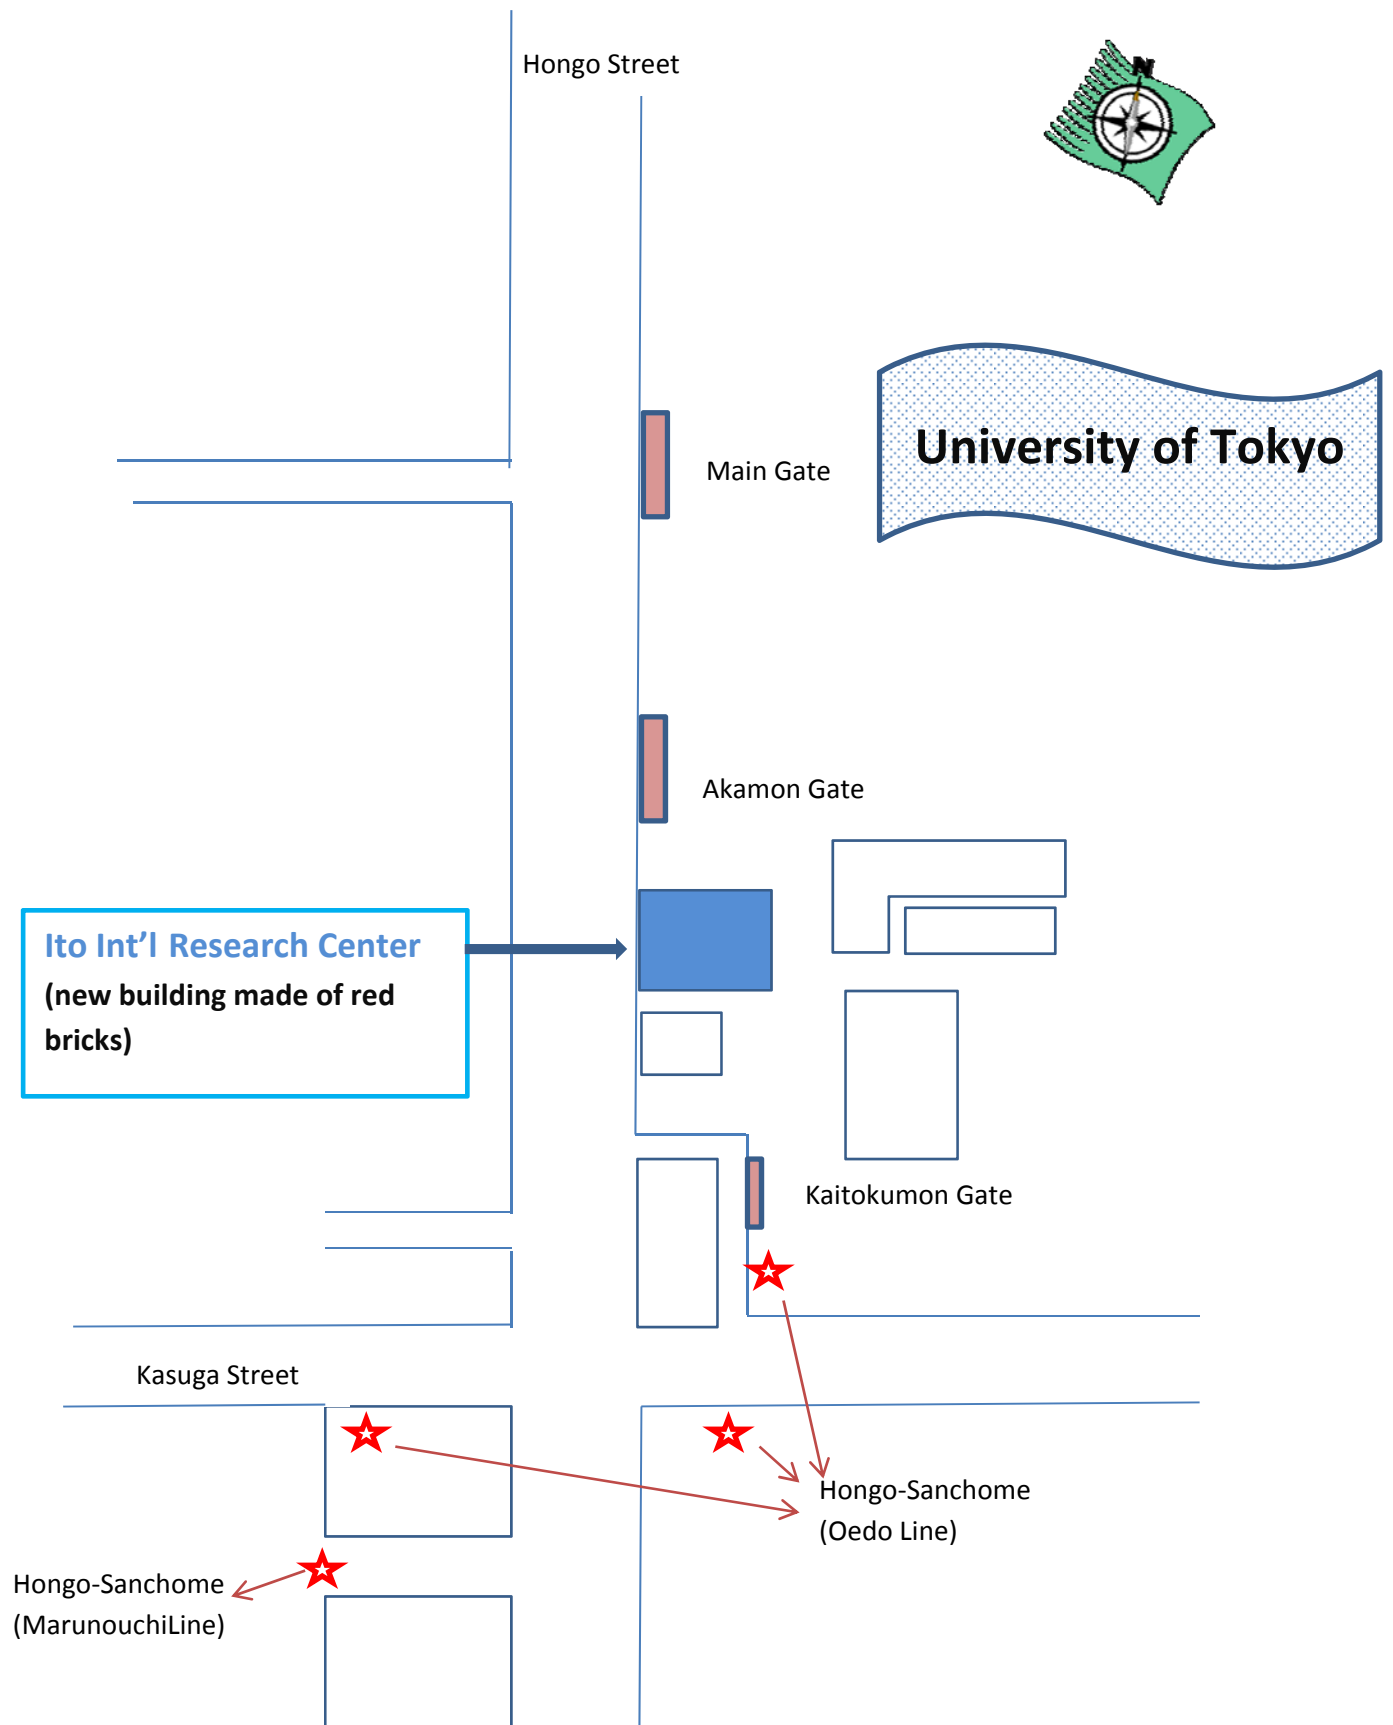 Hongo Street
N
University of Tokyo
Main Gate
Akamon Gate
Ito Int’l Research Center
(new building made of red
bricks)
Kaitokumon Gate
Kasuga Street
Hongo-Sanchome
(Oedo Line)
Hongo-Sanchome
(MarunouchiLine)